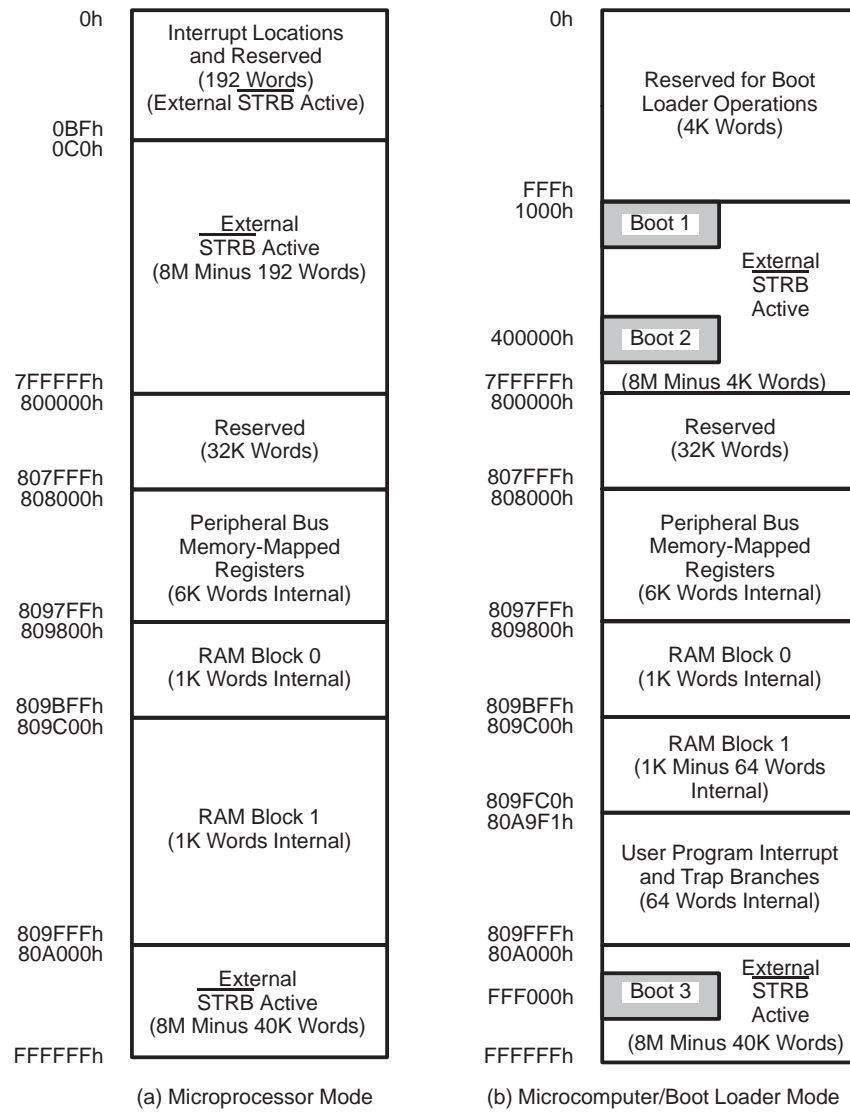 0h
Interrupt Locations
and Reserved
(192 Words)
(External STRB Active)
0BFh
0C0h
External
STRB Active
(8M Minus 192 Words)
7FFFFFh
800000h
Reserved
(32K Words)
807FFFh
808000h
Peripheral Bus
Memory-Mapped
Registers
(6K Words Internal)
8097FFh
809800h
RAM Block 0
(1K Words Internal)
809BFFh
809C00h
RAM Block 1
(1K Words Internal)
809FFFh
80A000h
External
STRB Active
(8M Minus 40K Words)
FFFFFFh
(a) Microprocessor Mode
0h
Reserved for Boot
Loader Operations
(4K Words)
FFFh
1000h
Boot 1
External
STRB
Active
400000h
Boot 2
(8M Minus 4K Words)
7FFFFFh
800000h
Reserved
(32K Words)
807FFFh
808000h
Peripheral Bus
Memory-Mapped
Registers
(6K Words Internal)
8097FFh
809800h
RAM Block 0
(1K Words Internal)
809BFFh
809C00h
RAM Block 1
(1K Minus 64 Words
Internal)
809FC0h
80A9F1h
User Program Interrupt
and Trap Branches
(64 Words Internal)
809FFFh
80A000h
External
STRB
Active
FFF000h
Boot 3
(8M Minus 40K Words)
FFFFFFh
(b) Microcomputer/Boot Loader Mode